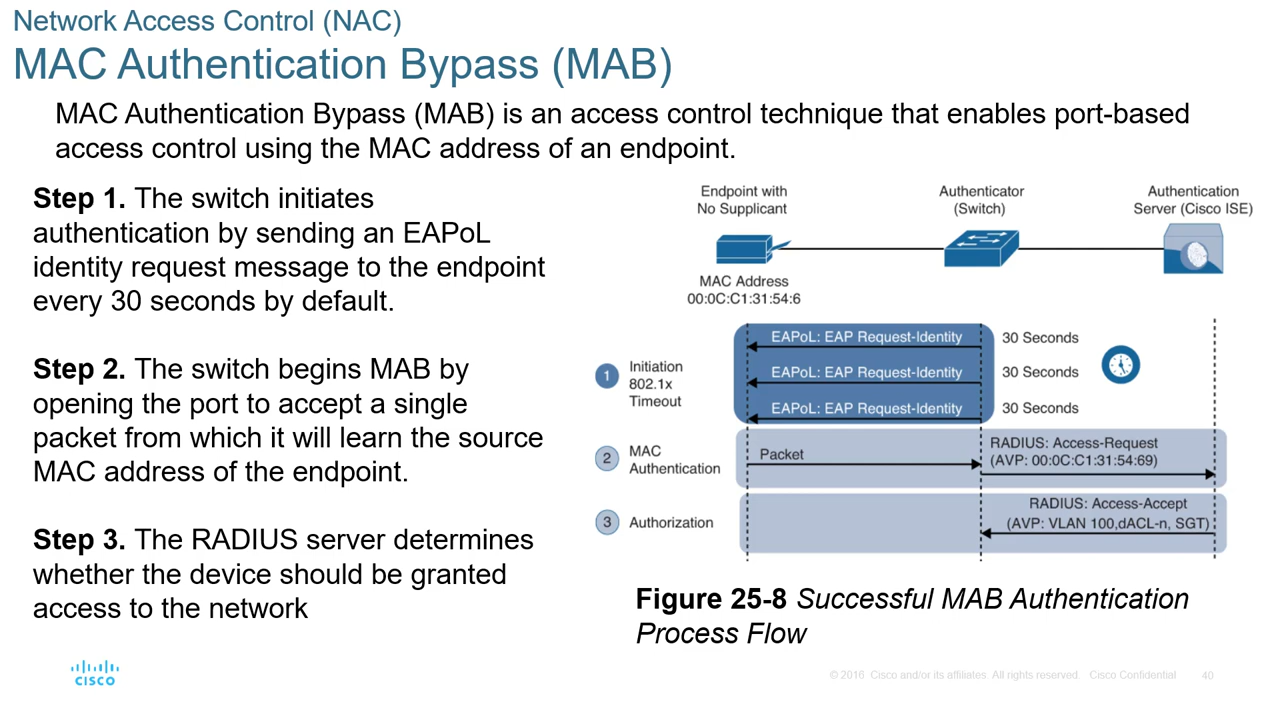 Network Access Control (NAC)
MAC Authentication Bypass (MAB)
MAC Authentication Bypass (MAB) is an access control technique that enables port-based
access control using the MAC address of an endpoint.
Step 1. The switch initiates
authentication by sending an EAPoL
identity request message to the endpoint
every 30 seconds by default.
Step 2. The switch begins MAB by
opening the port to accept a single
packet from which it will learn the source
MAC address of the endpoint.
Step 3. The RADIUS server determines
whether the device should be granted
access to the network
Endpoint with
No Supplicant
Authenticator
(Switch)
Authentication
Server (Cisco ISE)
MAC Address
00:0C:C1:31:54:6
1
Initiation
802.1x
Timeout
EAPoL: EAP Request-Identity
30 Seconds
EAPoL: EAP Request-Identity
30 Seconds
EAPoL: EAP Request-Identity
30 Seconds
2
MAC
Authentication
Packet
RADIUS: Access-Request
(AVP: 00:0C:C1:31:54:69)
3
Authorization
RADIUS: Access-Accept
(AVP: VLAN 100,dACL-n, SGT)
Figure 25-8 Successful MAB Authentication
Process Flow
CISCO
© 2016 Cisco and/or its affiliates. All rights reserved. Cisco Confidential
40